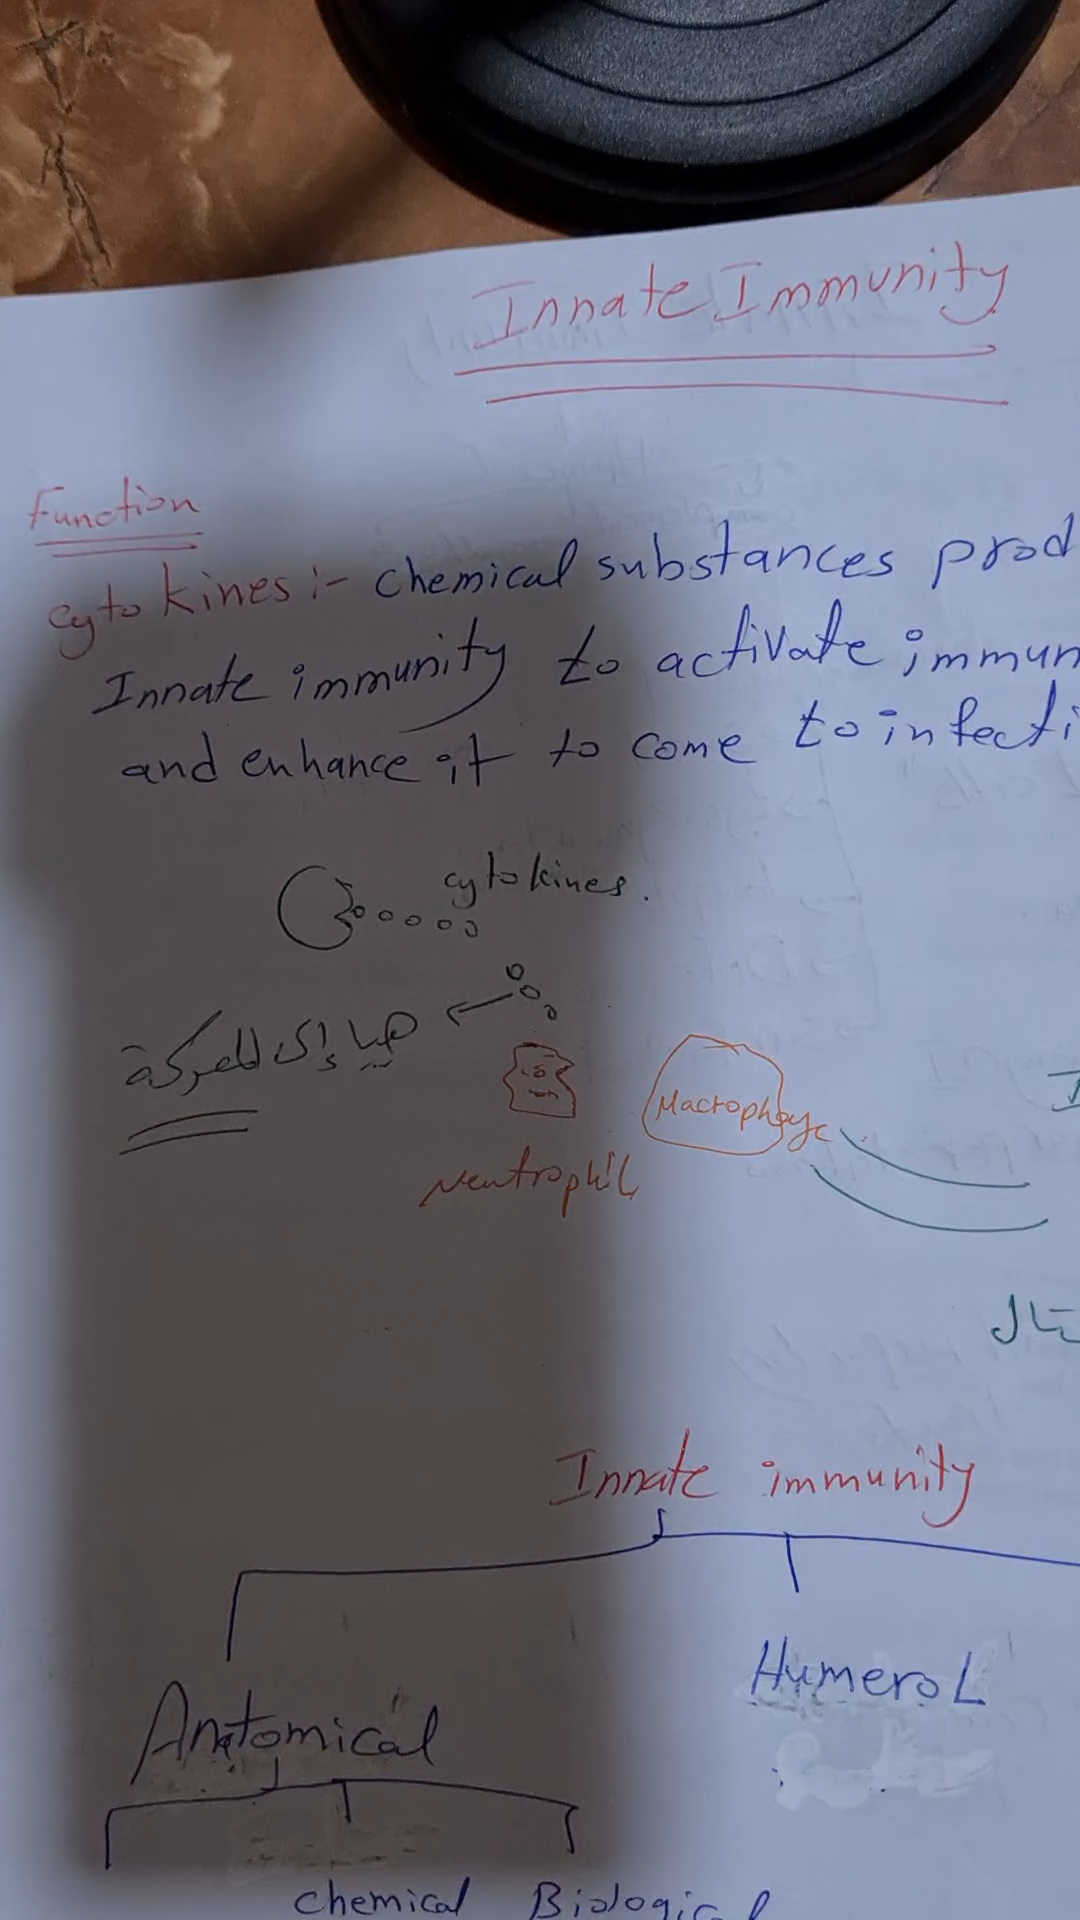 Innate Immunity
Function
cytokines :- chemical substances prod
Innate immunity to activate immun
and enhance it to come to infecti
cytokines.
هيا إلى المعركة
Macrophage
Neutrophil
Innate immunity
Humerol
Anatomical
chemical Biological